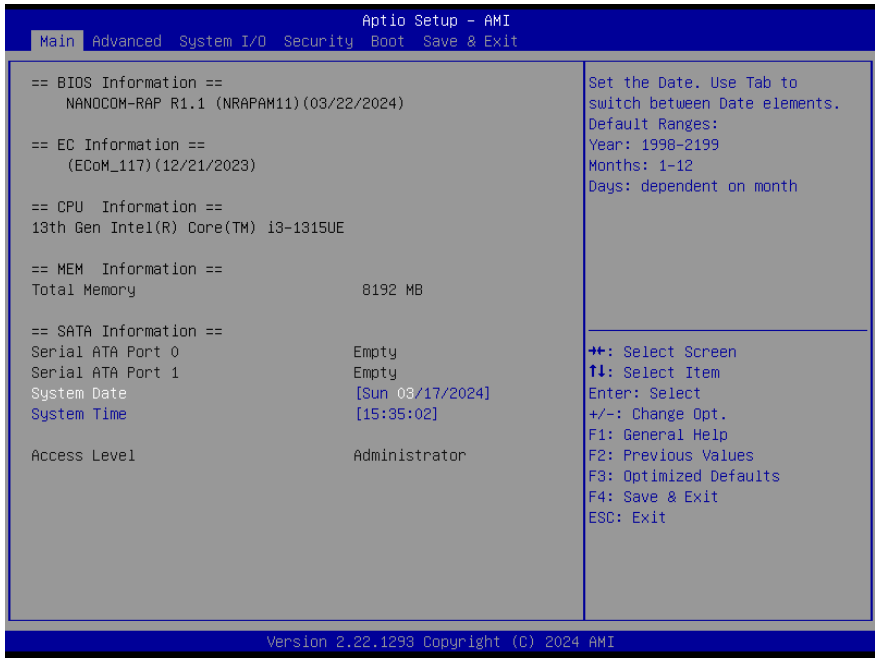 Aptio Setup – AMI
Main Advanced System I/O Security Boot Save & Exit
== BIOS Information ==
NANOCOM-RAP R1.1 (NRAPAM11)(03/22/2024)
== EC Information ==
(ECoM_117)(12/21/2023)
== CPU Information ==
13th Gen Intel(R) Core(TM) i3-1315UE
== MEM Information ==
Total Memory 8192 MB
== SATA Information ==
Serial ATA Port 0 Empty
Serial ATA Port 1 Empty
System Date [Sun 03/17/2024]
System Time [15:35:02]
Access Level Administrator
Set the Date. Use Tab to
switch between Date elements.
Default Ranges:
Year: 1998-2199
Months: 1-12
Days: dependent on month
→←: Select Screen
↑↓: Select Item
Enter: Select
+/-: Change Opt.
F1: General Help
F2: Previous Values
F3: Optimized Defaults
F4: Save & Exit
ESC: Exit
Version 2.22.1293 Copyright (C) 2024 AMI